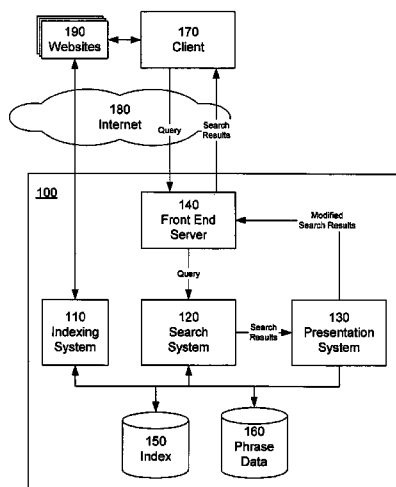 190
Websites
170
Client
180
Internet
Query
Search
Results
100
140
Front End
Server
Modified
Search Results
Query
110
Indexing
System
120
Search
System
Search
Results
130
Presentation
System
150
Index
160
Phrase
Data